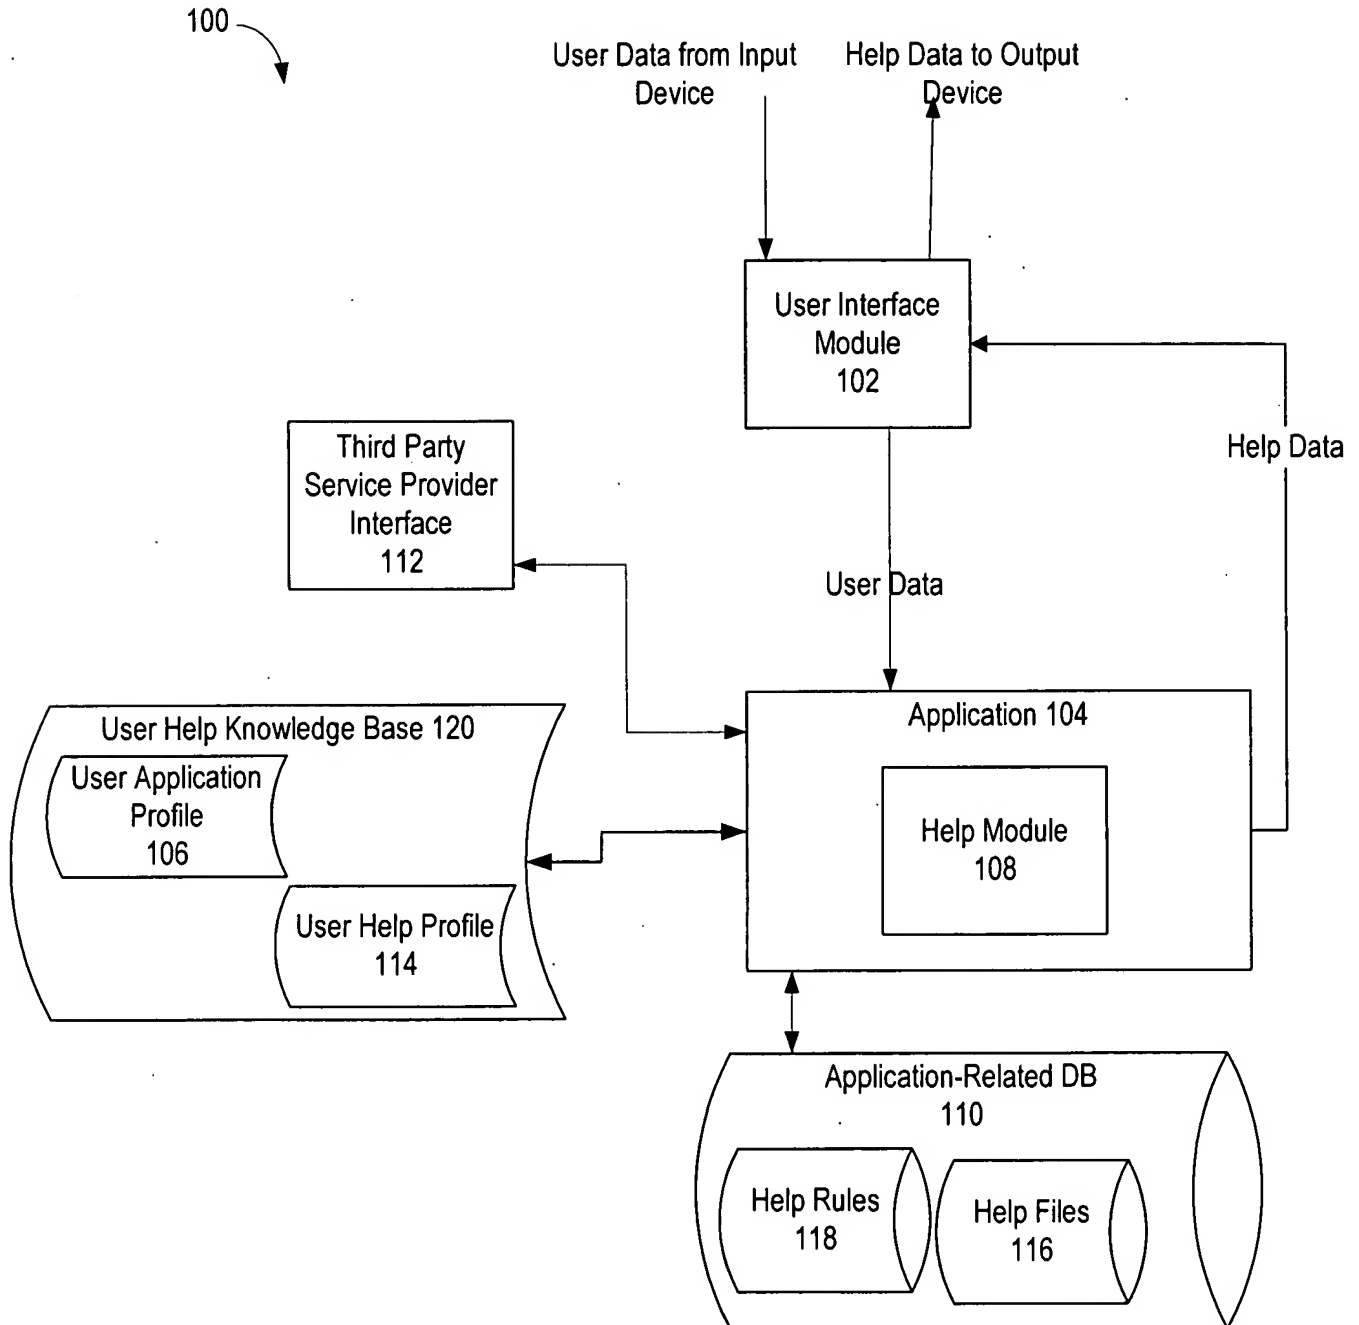 100
User Data from Input
Device
Help Data to Output
Device
User Interface
Module
102
Help Data
Third Party
Service Provider
Interface
112
User Data
Application 104
Help Module
108
User Help Knowledge Base 120
User Application
Profile
106
User Help Profile
114
Application-Related DB
110
Help Rules
118
Help Files
116